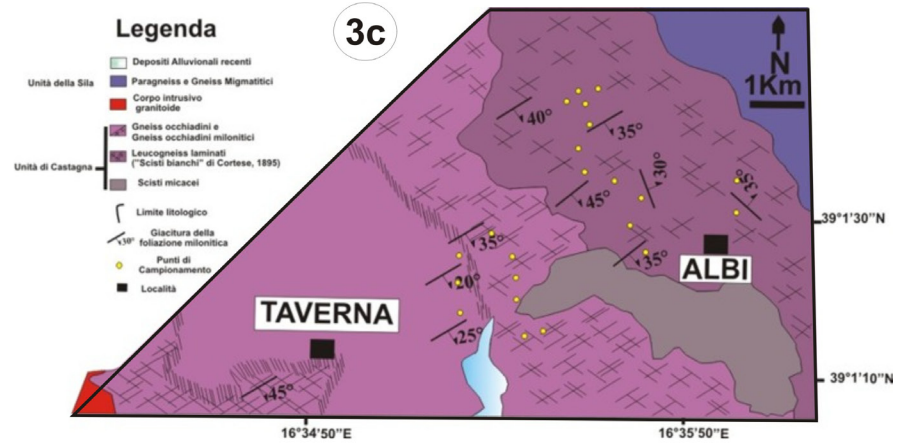 Legenda
3c
Depositi Alluvionali recenti
Unità della Sila
Paragneiss e Gneiss Migmatitici
Corpo intrusivo
granitoide
Gneiss occhiadini e
Gneiss occhiadini milonitici
Unità di Castagna
Leucogneiss laminati
("Scisti bianchi" di Cortese, 1895)
Scisti micacei
Limite litologico
30°
Giacitura della
foliazione milonitica
Punti di
Campionamento
Località
N
1Km
40°
35°
45°
30°
35°
35°
35°
20°
25°
45°
TAVERNA
ALBI
39°1'30"N
39°1'10"N
16°34'50"E
16°35'50"E